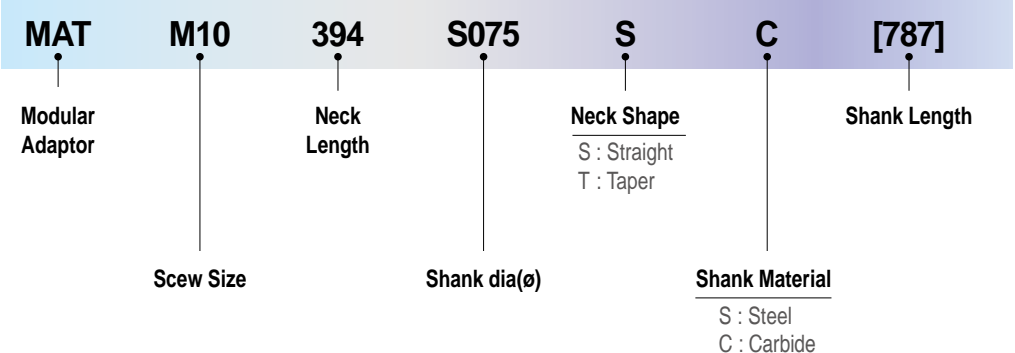 MAT M10 394 S075 S C [787]
Modular
Adaptor
Neck
Length
Neck Shape
S : Straight
T : Taper
Shank Length
Scew Size
Shank dia(ø)
Shank Material
S : Steel
C : Carbide